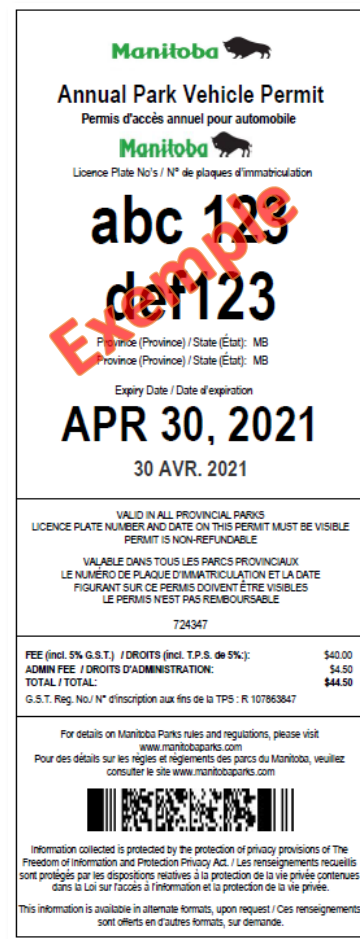 Manitoba
Annual Park Vehicle Permit
Permis d'accès annuel pour automobile
Manitoba
Licence Plate No's / N° de plaques d'immatriculation
abc 123
def123
Exemple
Province (Province) / State (État): MB
Province (Province) / State (État): MB
Expiry Date / Date d'expiration
APR 30, 2021
30 AVR. 2021
VALID IN ALL PROVINCIAL PARKS
LICENCE PLATE NUMBER AND DATE ON THIS PERMIT MUST BE VISIBLE
PERMIT IS NON-REFUNDABLE
VALABLE DANS TOUS LES PARCS PROVINCIAUX
LE NUMÉRO DE PLAQUE D'IMMATRICULATION ET LA DATE
FIGURANT SUR CE PERMIS DOIVENT ÊTRE VISIBLES
LE PERMIS N'EST PAS REMBOURSABLE
724347
FEE (incl. 5% G.S.T.) / DROITS (incl. T.P.S. de 5%:): $40.00
ADMIN FEE / DROITS D'ADMINISTRATION: $4.50
TOTAL / TOTAL: $44.50
G.S.T. Reg. No./ N° d'inscription aux fins de la TPS : R 107863847
For details on Manitoba Parks rules and regulations, please visit
www.manitobaparks.com
Pour des détails sur les règles et règlements des parcs du Manitoba, veuillez
consulter le site www.manitobaparks.com
Information collected is protected by the protection of privacy provisions of The
Freedom of Information and Protection Privacy Act. / Les renseignements recueillis
sont protégés par les dispositions relatives à la protection de la vie privée contenues
dans la Loi sur l'accès à l'information et la protection de la vie privée.
This information is available in alternate formats, upon request / Ces renseignements
sont offerts en d'autres formats, sur demande.